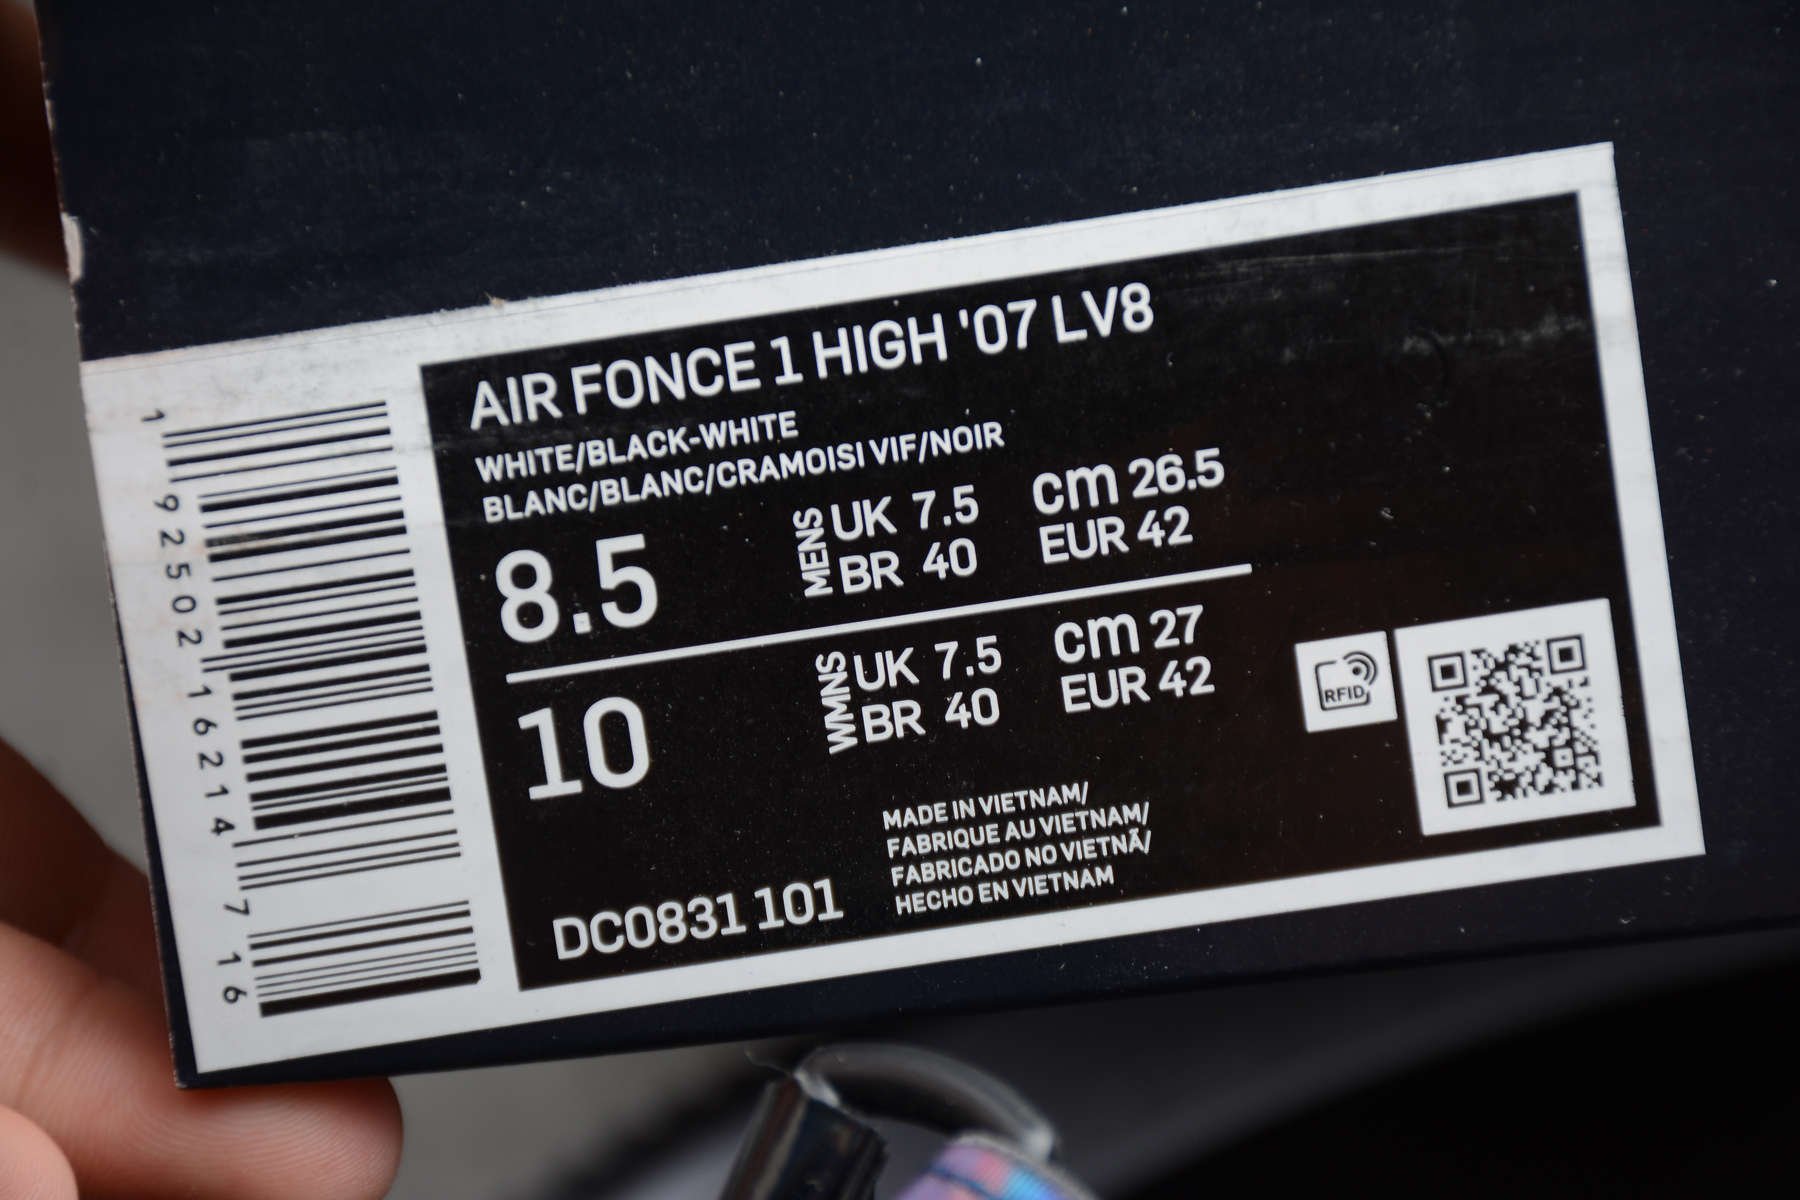 AIR FONCE 1 HIGH '07 LV8
WHITE/BLACK-WHITE
BLANC/BLANC/CRAMOISI VIF/NOIR
8.5
MENS
UK 7.5
cm 26.5
BR 40
EUR 42
10
WMNS
UK 7.5
cm 27
BR 40
EUR 42
RFID
MADE IN VIETNAM/
FABRIQUE AU VIETNAM/
FABRICADO NO VIETNÃ/
HECHO EN VIETNAM
DC0831 101
1 92502 16214 7 16